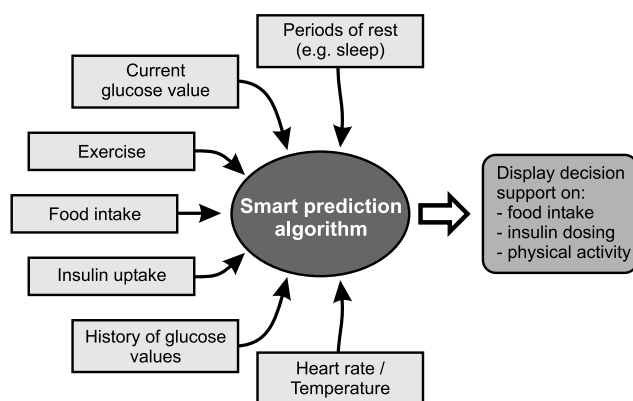 Periods of rest
(e.g. sleep)
Current
glucose value
Exercise
Food intake
Insulin uptake
History of glucose
values
Heart rate /
Temperature
Smart prediction
algorithm
Display decision
support on:
- food intake
- insulin dosing
- physical activity